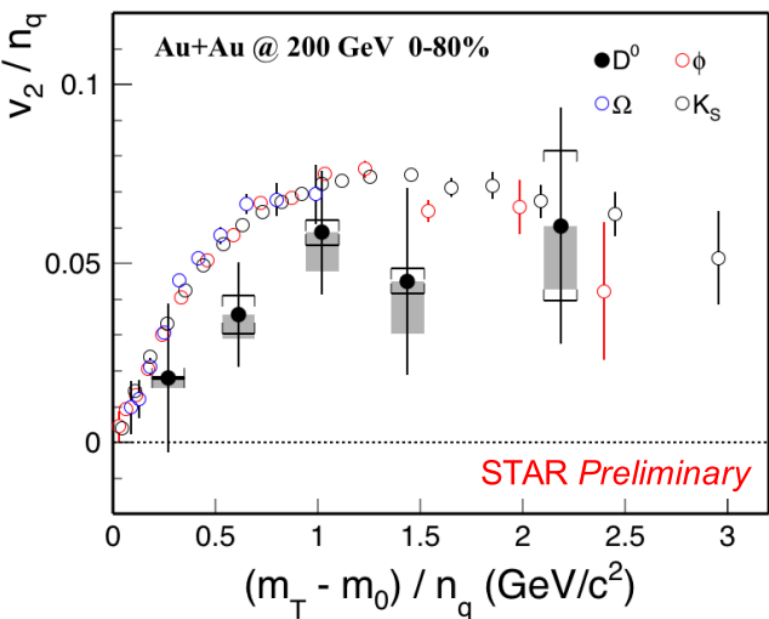 Au+Au @ 200 GeV 0-80%
D⁰
ϕ
Ω
Kₛ
v₂ / n_q
0.1
0.05
0
STAR Preliminary
0
0.5
1
1.5
2
2.5
3
(m_T - m₀) / n_q (GeV/c²)